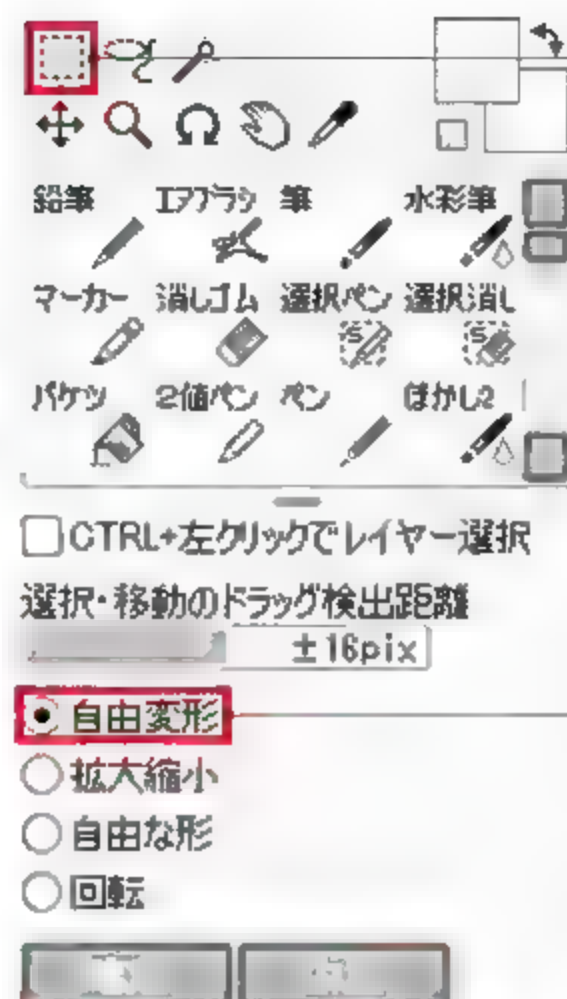 鉛筆 エアブラシ 筆 水彩筆
マーカー 消しゴム 選択ペン 選択消し
バケツ 2値ペン ペン ぼかし2
CTRL+左クリックでレイヤー選択
選択・移動のドラッグ検出距離
±16pix
自由変形
拡大縮小
自由な形
回転